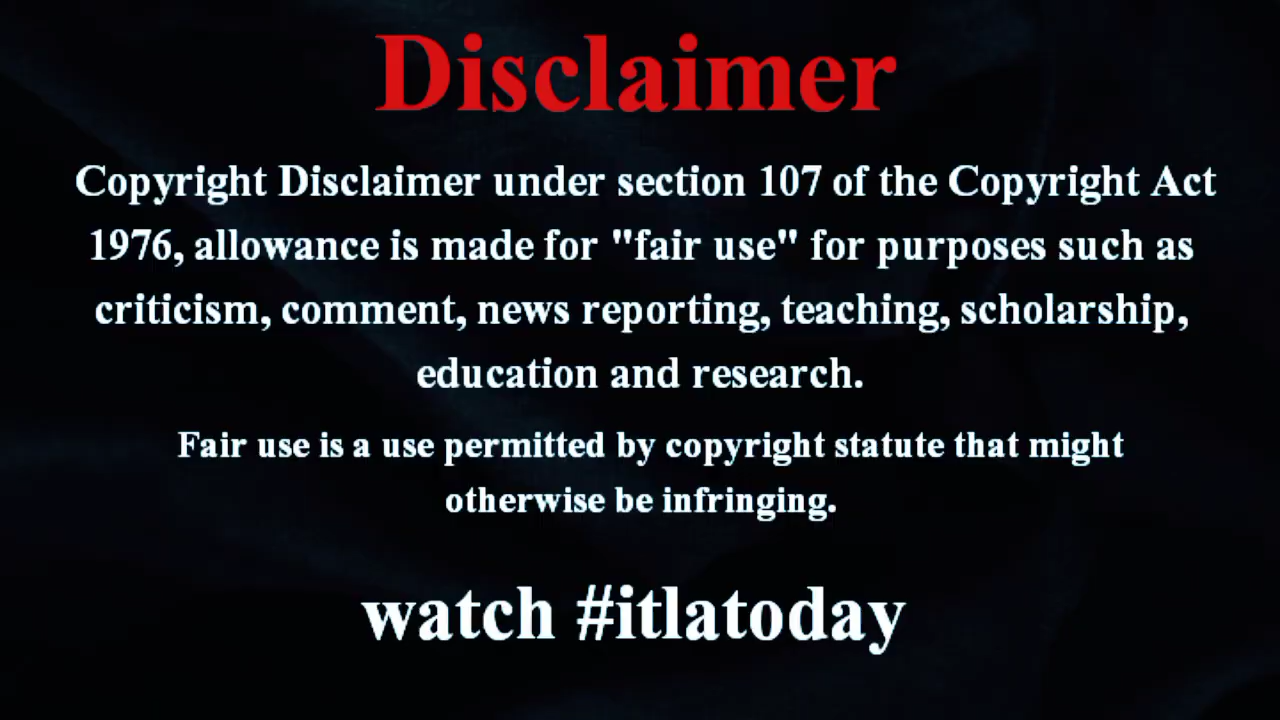 Disclaimer
Copyright Disclaimer under section 107 of the Copyright Act
1976, allowance is made for "fair use" for purposes such as
criticism, comment, news reporting, teaching, scholarship,
education and research.
Fair use is a use permitted by copyright statute that might
otherwise be infringing.
watch #itlatoday